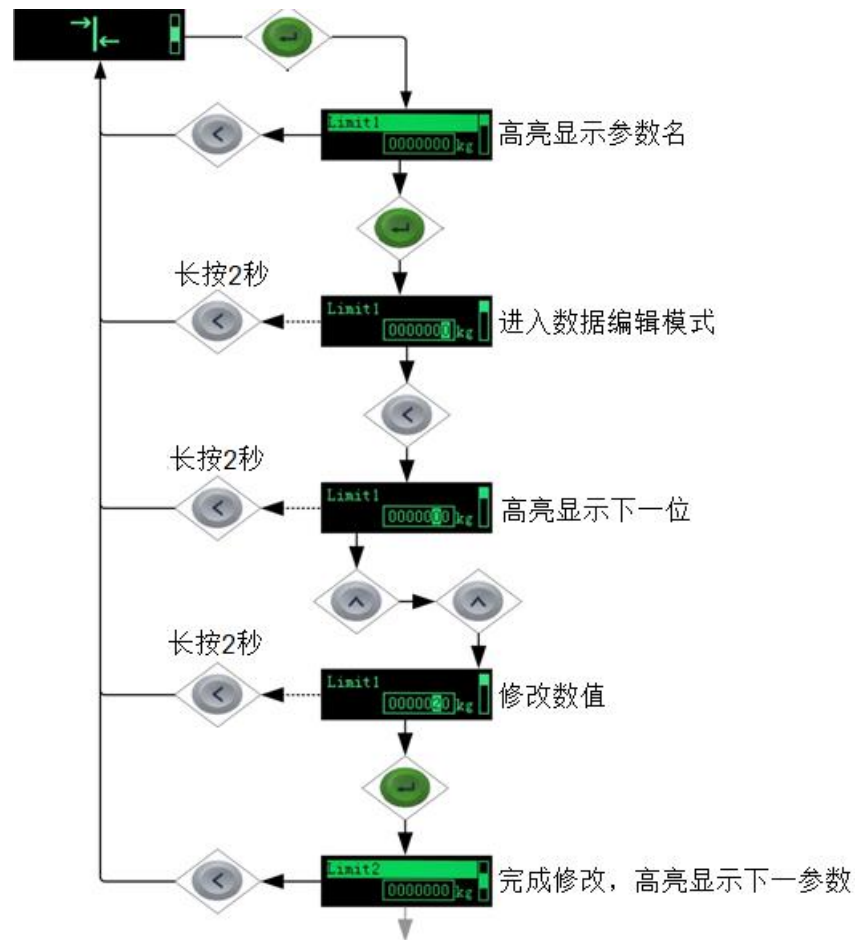 Limit1
0000000 kg
高亮显示参数名
长按2秒
Limit1
0000000 kg
进入数据编辑模式
长按2秒
Limit1
0000000 kg
高亮显示下一位
长按2秒
Limit1
0000020 kg
修改数值
Limit2
0000000 kg
完成修改，高亮显示下一参数